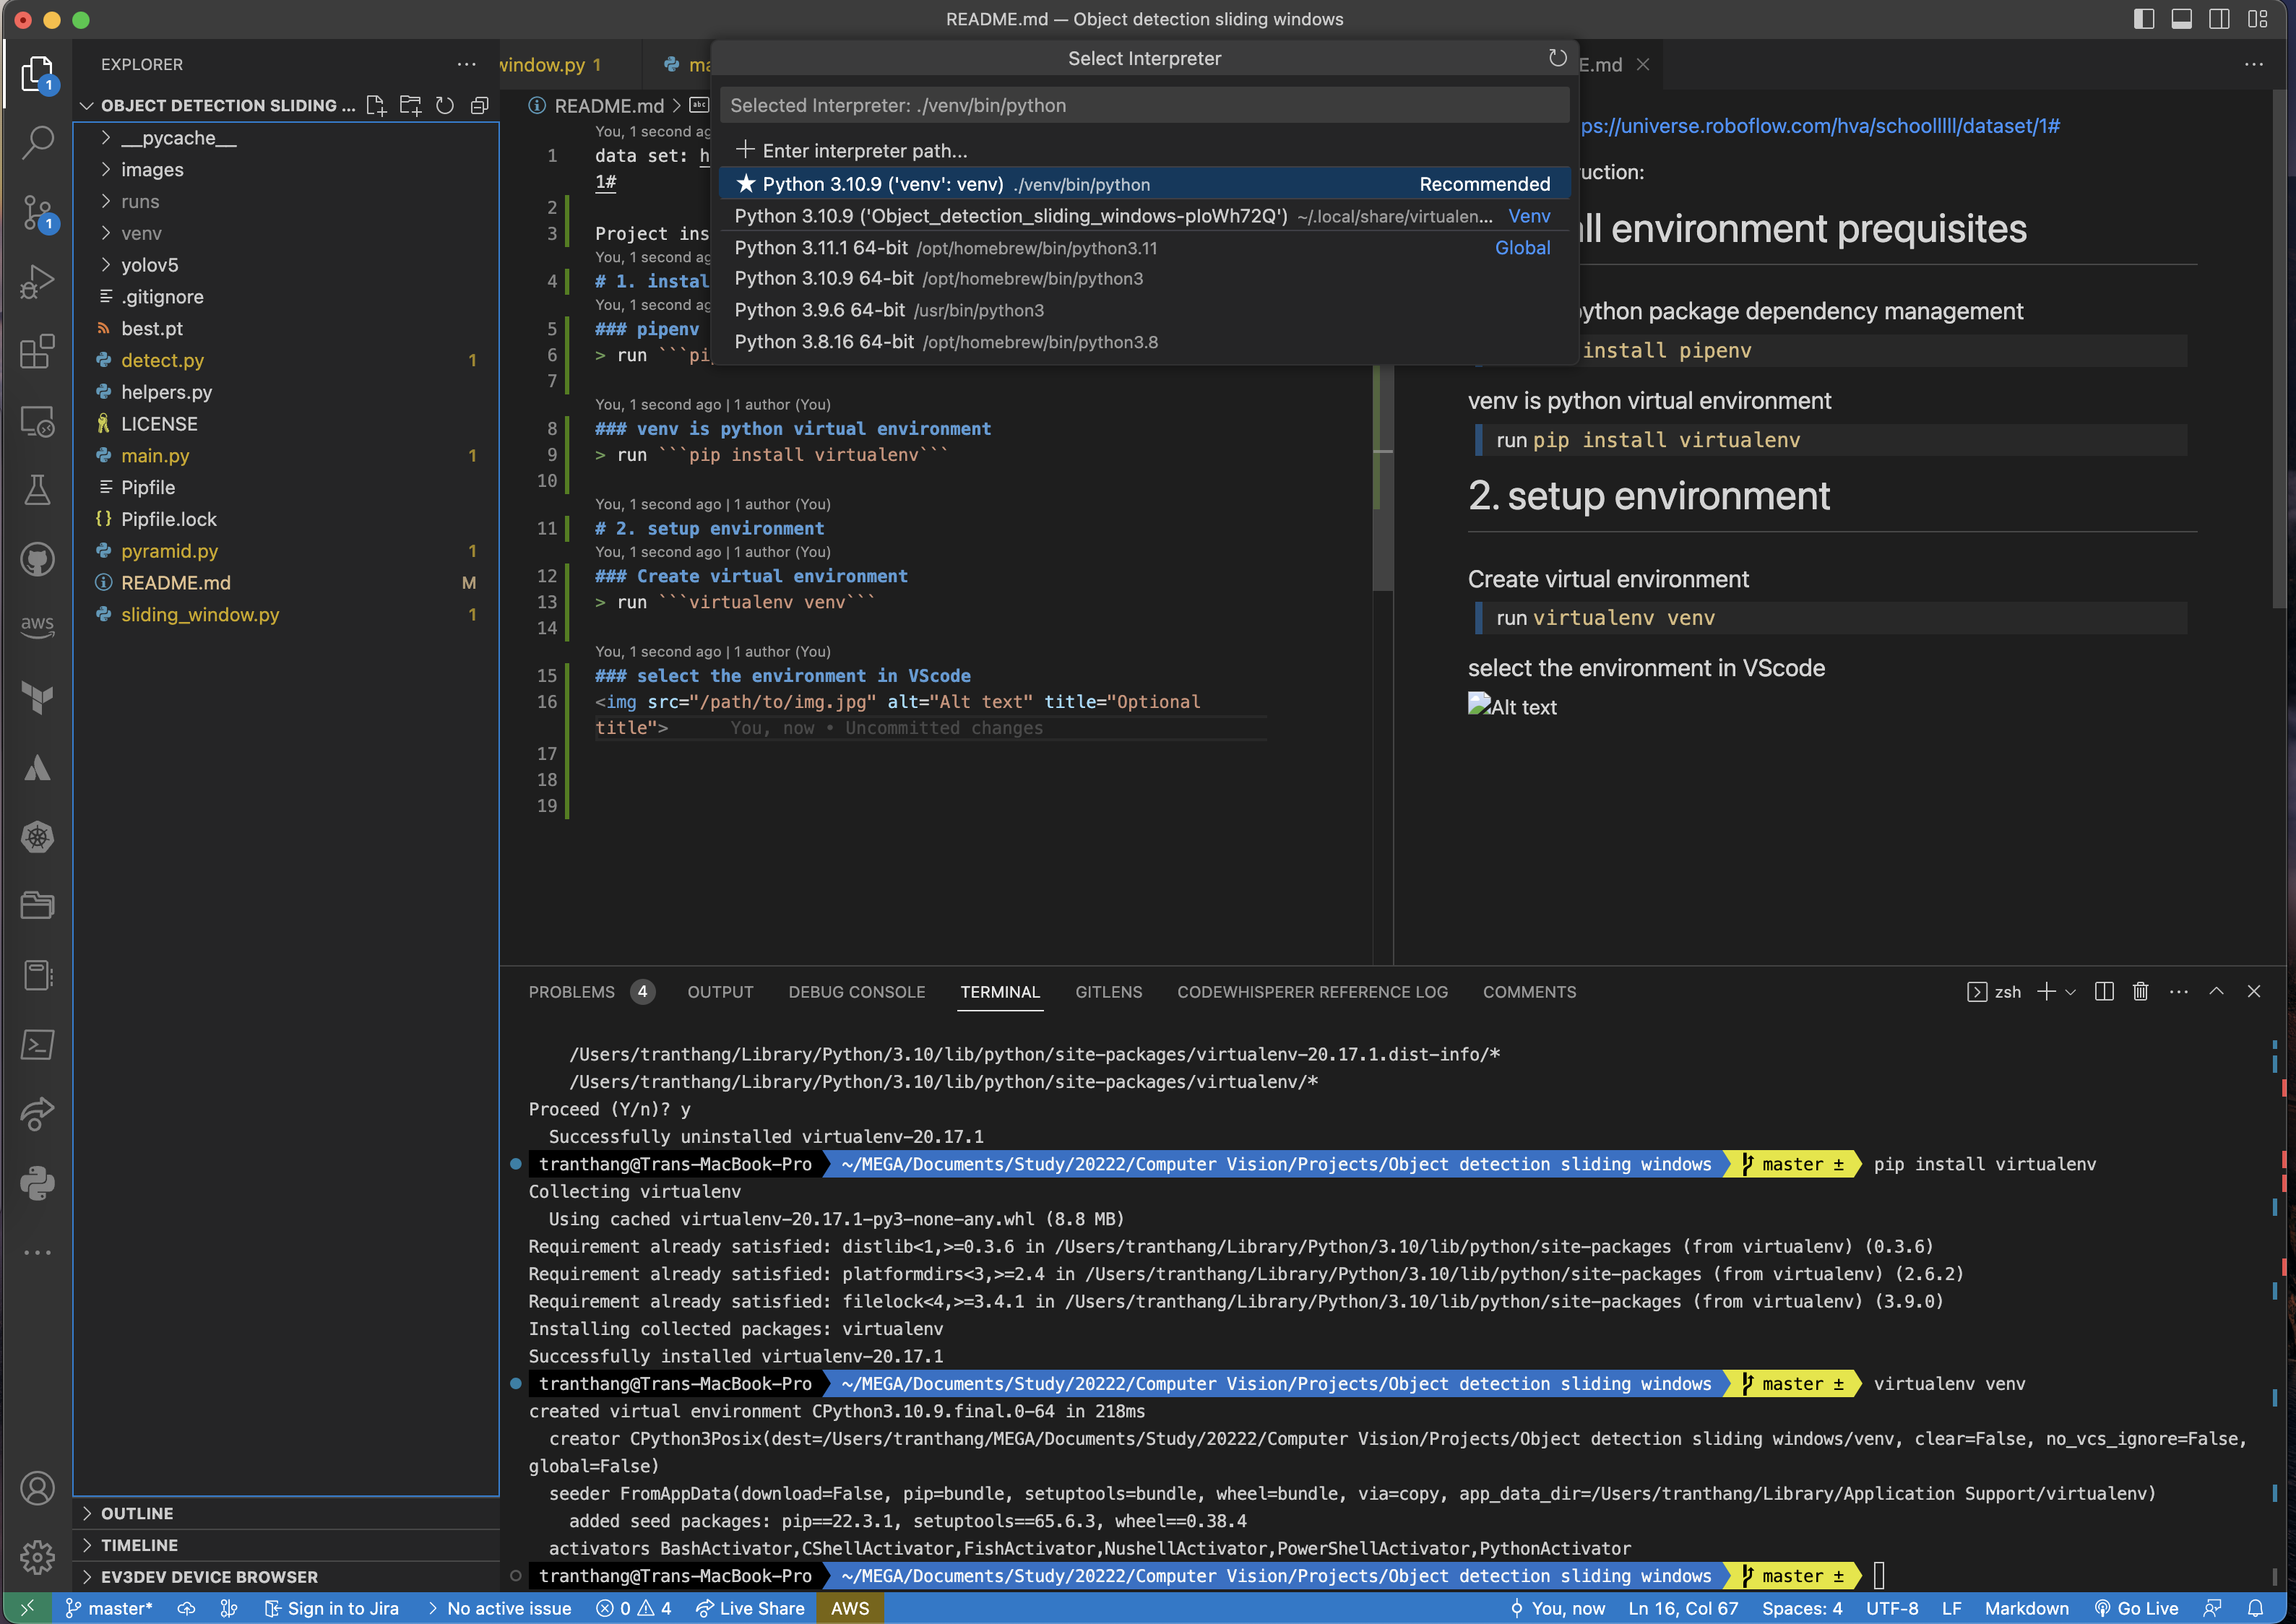 README.md — Object detection sliding windows
EXPLORER
OBJECT DETECTION SLIDING ...
__pycache__
images
runs
venv
yolov5
.gitignore
best.pt
detect.py 1
helpers.py
LICENSE
main.py 1
Pipfile
Pipfile.lock
pyramid.py 1
README.md M
sliding_window.py 1
OUTLINE
TIMELINE
EV3DEV DEVICE BROWSER
1
1
aws
window.py 1
ma
E.md
README.md
Select Interpreter
Selected Interpreter: ./venv/bin/python
Enter interpreter path...
Python 3.10.9 ('venv': venv) ./venv/bin/python Recommended
Python 3.10.9 ('Object_detection_sliding_windows-ploWh72Q') ~/.local/share/virtualen... Venv
Python 3.11.1 64-bit /opt/homebrew/bin/python3.11 Global
Python 3.10.9 64-bit /opt/homebrew/bin/python3
Python 3.9.6 64-bit /usr/bin/python3
Python 3.8.16 64-bit /opt/homebrew/bin/python3.8
You, 1 second ag
1 data set: h
1#
2
3 Project ins
You, 1 second ag
4 # 1. instal
You, 1 second ag
5 ### pipenv
6 > run ```pi
7
You, 1 second ago | 1 author (You)
8 ### venv is python virtual environment
9 > run ```pip install virtualenv```
10
You, 1 second ago | 1 author (You)
11 # 2. setup environment
You, 1 second ago | 1 author (You)
12 ### Create virtual environment
13 > run ```virtualenv venv```
14
You, 1 second ago | 1 author (You)
15 ### select the environment in VScode
16 <img src="/path/to/img.jpg" alt="Alt text" title="Optional
title"> You, now • Uncommitted changes
17
18
19
ps://universe.roboflow.com/hva/schoolllll/dataset/1#
uction:
ll environment prequisites
ython package dependency management
install pipenv
venv is python virtual environment
run pip install virtualenv
2. setup environment
Create virtual environment
run virtualenv venv
select the environment in VScode
Alt text
PROBLEMS 4 OUTPUT DEBUG CONSOLE TERMINAL GITLENS CODEWHISPERER REFERENCE LOG COMMENTS zsh
/Users/tranthang/Library/Python/3.10/lib/python/site-packages/virtualenv-20.17.1.dist-info/*
/Users/tranthang/Library/Python/3.10/lib/python/site-packages/virtualenv/*
Proceed (Y/n)? y
Successfully uninstalled virtualenv-20.17.1
tranthang@Trans-MacBook-Pro ~/MEGA/Documents/Study/20222/Computer Vision/Projects/Object detection sliding windows master ± pip install virtualenv
Collecting virtualenv
Using cached virtualenv-20.17.1-py3-none-any.whl (8.8 MB)
Requirement already satisfied: distlib<1,>=0.3.6 in /Users/tranthang/Library/Python/3.10/lib/python/site-packages (from virtualenv) (0.3.6)
Requirement already satisfied: platformdirs<3,>=2.4 in /Users/tranthang/Library/Python/3.10/lib/python/site-packages (from virtualenv) (2.6.2)
Requirement already satisfied: filelock<4,>=3.4.1 in /Users/tranthang/Library/Python/3.10/lib/python/site-packages (from virtualenv) (3.9.0)
Installing collected packages: virtualenv
Successfully installed virtualenv-20.17.1
tranthang@Trans-MacBook-Pro ~/MEGA/Documents/Study/20222/Computer Vision/Projects/Object detection sliding windows master ± virtualenv venv
created virtual environment CPython3.10.9.final.0-64 in 218ms
creator CPython3Posix(dest=/Users/tranthang/MEGA/Documents/Study/20222/Computer Vision/Projects/Object detection sliding windows/venv, clear=False, no_vcs_ignore=False,
global=False)
seeder FromAppData(download=False, pip=bundle, setuptools=bundle, wheel=bundle, via=copy, app_data_dir=/Users/tranthang/Library/Application Support/virtualenv)
added seed packages: pip==22.3.1, setuptools==65.6.3, wheel==0.38.4
activators BashActivator,CShellActivator,FishActivator,NushellActivator,PowerShellActivator,PythonActivator
tranthang@Trans-MacBook-Pro ~/MEGA/Documents/Study/20222/Computer Vision/Projects/Object detection sliding windows master ±
master* Sign in to Jira No active issue 0 4 Live Share AWS You, now Ln 16, Col 67 Spaces: 4 UTF-8 LF Markdown Go Live